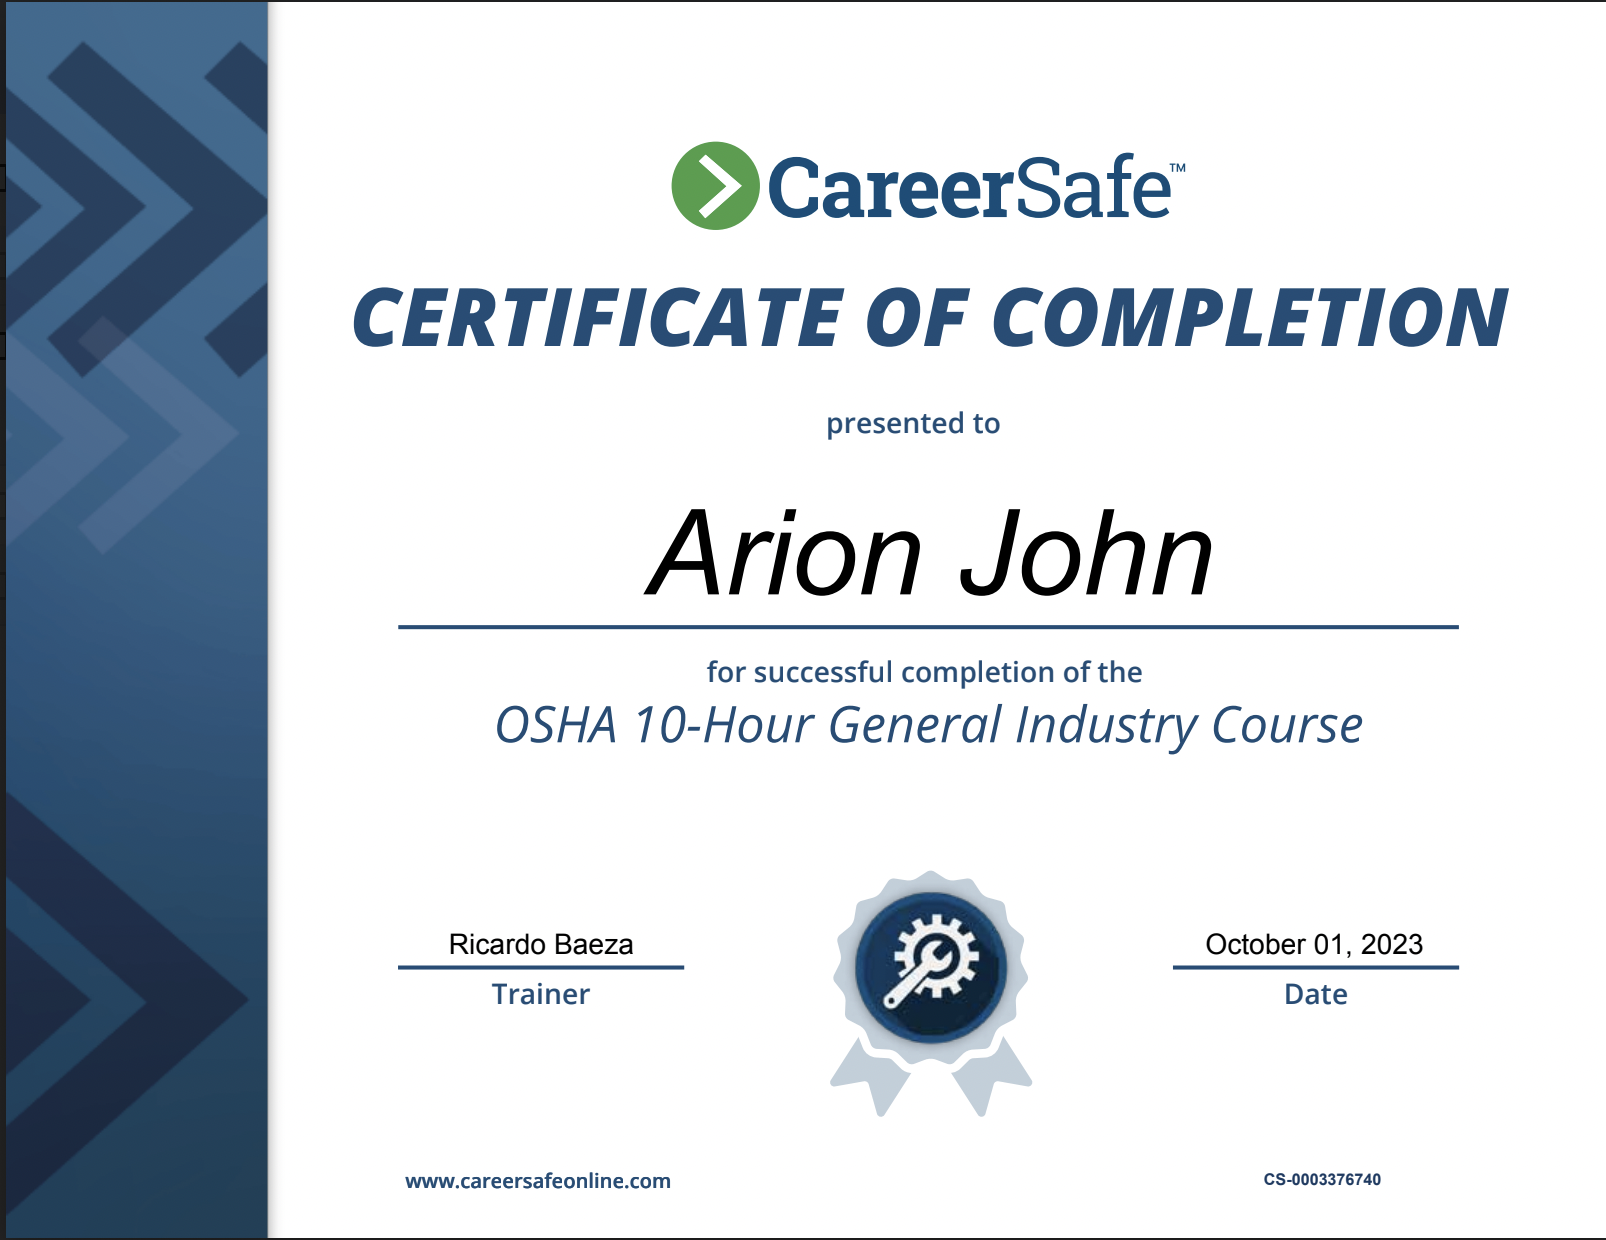 CareerSafe™
CERTIFICATE OF COMPLETION
presented to
Arion John
for successful completion of the
OSHA 10-Hour General Industry Course
Ricardo Baeza
Trainer
October 01, 2023
Date
www.careersafeonline.com
CS-0003376740